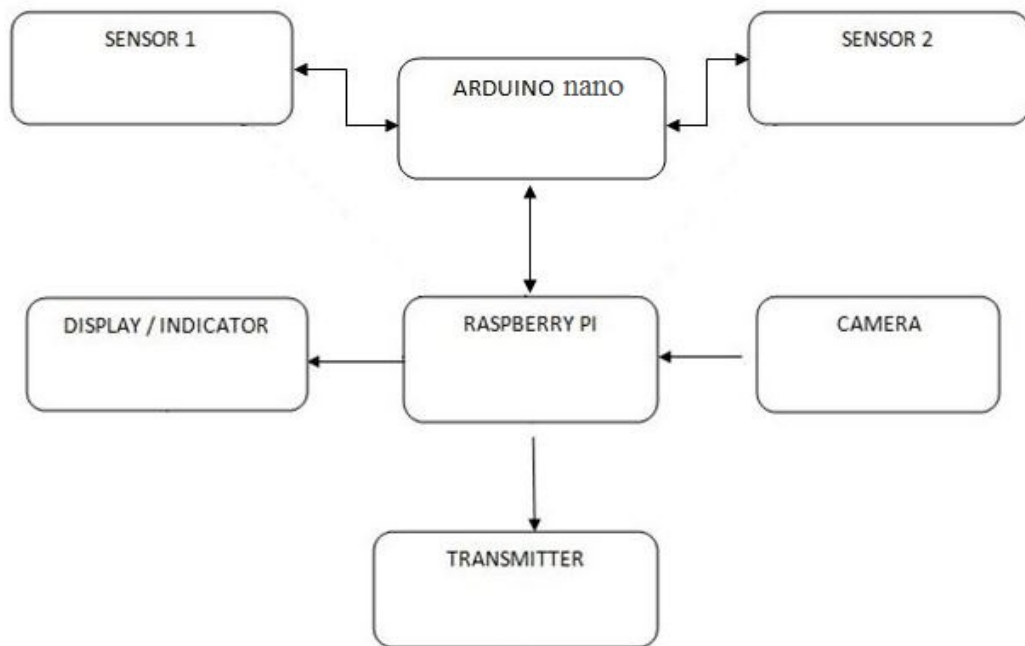 SENSOR 1
SENSOR 2
ARDUINO nano
DISPLAY / INDICATOR
RASPBERRY PI
CAMERA
TRANSMITTER